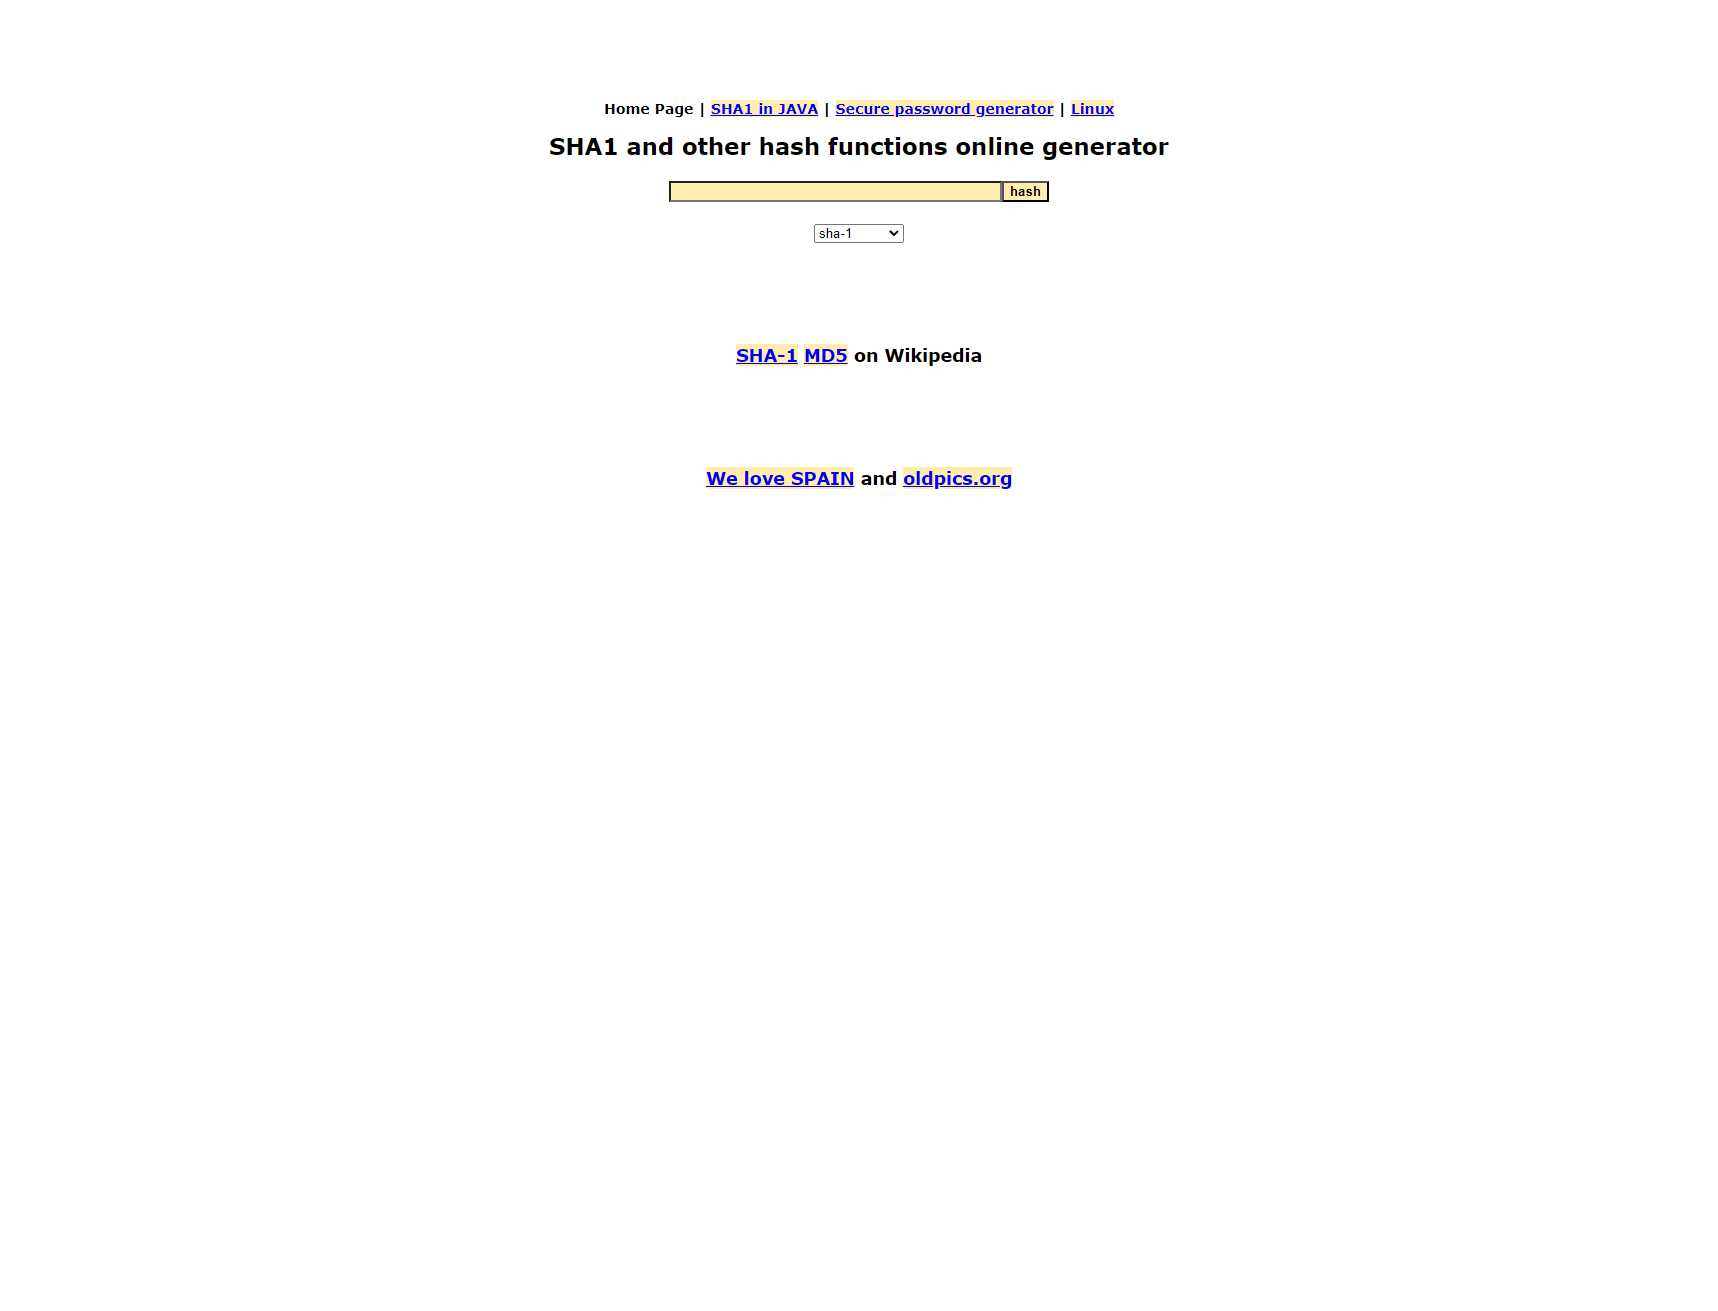 Home Page | SHA1 in JAVA | Secure password generator | Linux
SHA1 and other hash functions online generator
hash
sha-1
SHA-1 MD5 on Wikipedia
We love SPAIN and oldpics.org